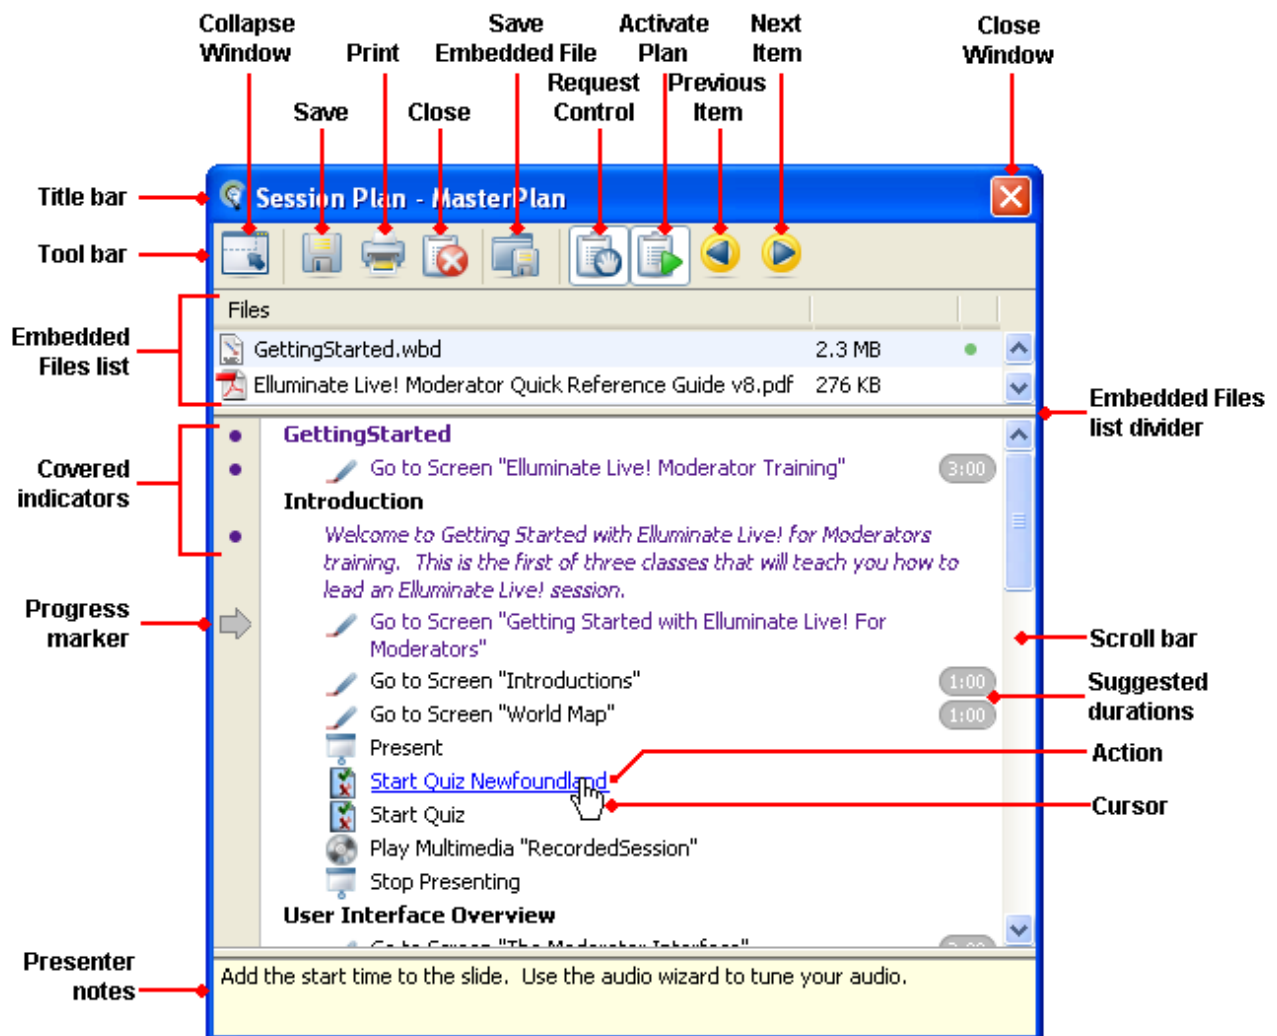 Collapse
Window
Print
Save
Embedded File
Activate
Plan
Next
Item
Close
Window
Save
Close
Request
Control
Previous
Item
Title bar
Session Plan - MasterPlan
Tool bar
Embedded
Files list
Files
GettingStarted.wbd 2.3 MB
Elluminate Live! Moderator Quick Reference Guide v8.pdf 276 KB
Embedded Files
list divider
Covered
indicators
GettingStarted
Go to Screen "Elluminate Live! Moderator Training" 3:00
Introduction
Welcome to Getting Started with Elluminate Live! for Moderators
training. This is the first of three classes that will teach you how to
lead an Elluminate Live! session.
Progress
marker
Go to Screen "Getting Started with Elluminate Live! For
Moderators"
Scroll bar
Go to Screen "Introductions" 1:00
Go to Screen "World Map" 1:00
Suggested
durations
Present
Action
Start Quiz Newfoundland
Cursor
Start Quiz
Play Multimedia "RecordedSession"
Stop Presenting
User Interface Overview
Go to Screen "The Moderator Interface"
Presenter
notes
Add the start time to the slide. Use the audio wizard to tune your audio.